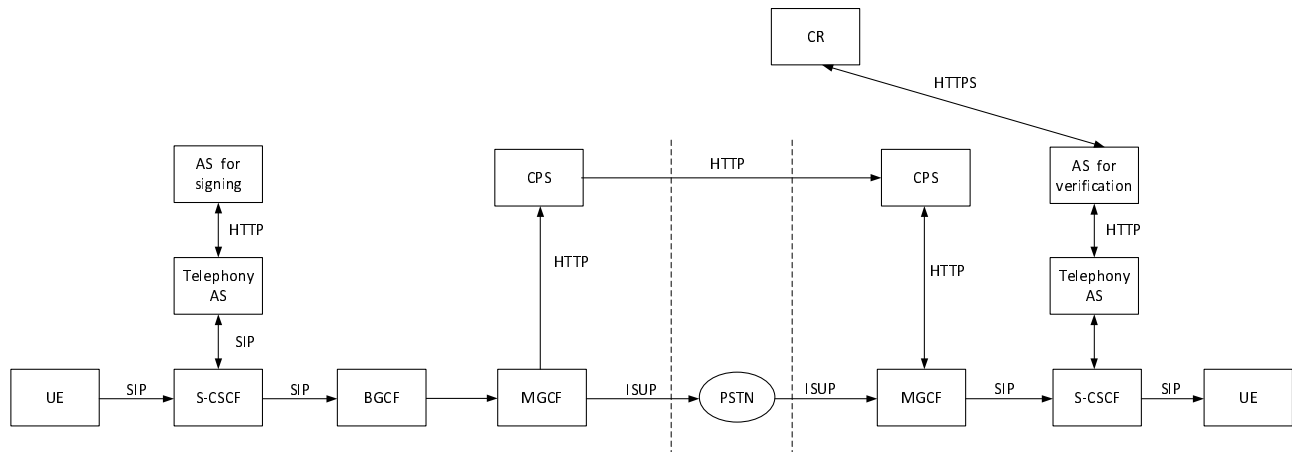 CR
HTTPS
AS for
signing
CPS
HTTP
CPS
AS for
verification
HTTP
HTTP
Telephony
AS
HTTP
HTTP
Telephony
AS
SIP
UE
SIP
S-CSCF
SIP
BGCF
MGCF
ISUP
PSTN
ISUP
MGCF
SIP
S-CSCF
SIP
UE